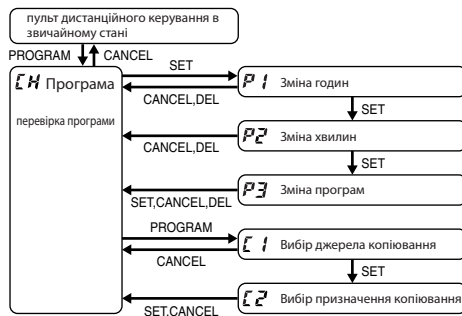 пульт дистанційного керування в
звичайному стані
PROGRAM CANCEL
SET
CH Програма
P1 Зміна годин
CANCEL,DEL
SET
перевірка програми
P2 Зміна хвилин
CANCEL,DEL
SET
P3 Зміна програм
SET,CANCEL,DEL
PROGRAM
C1 Вибір джерела копіювання
CANCEL
SET
C2 Вибір призначення копіювання
SET,CANCEL